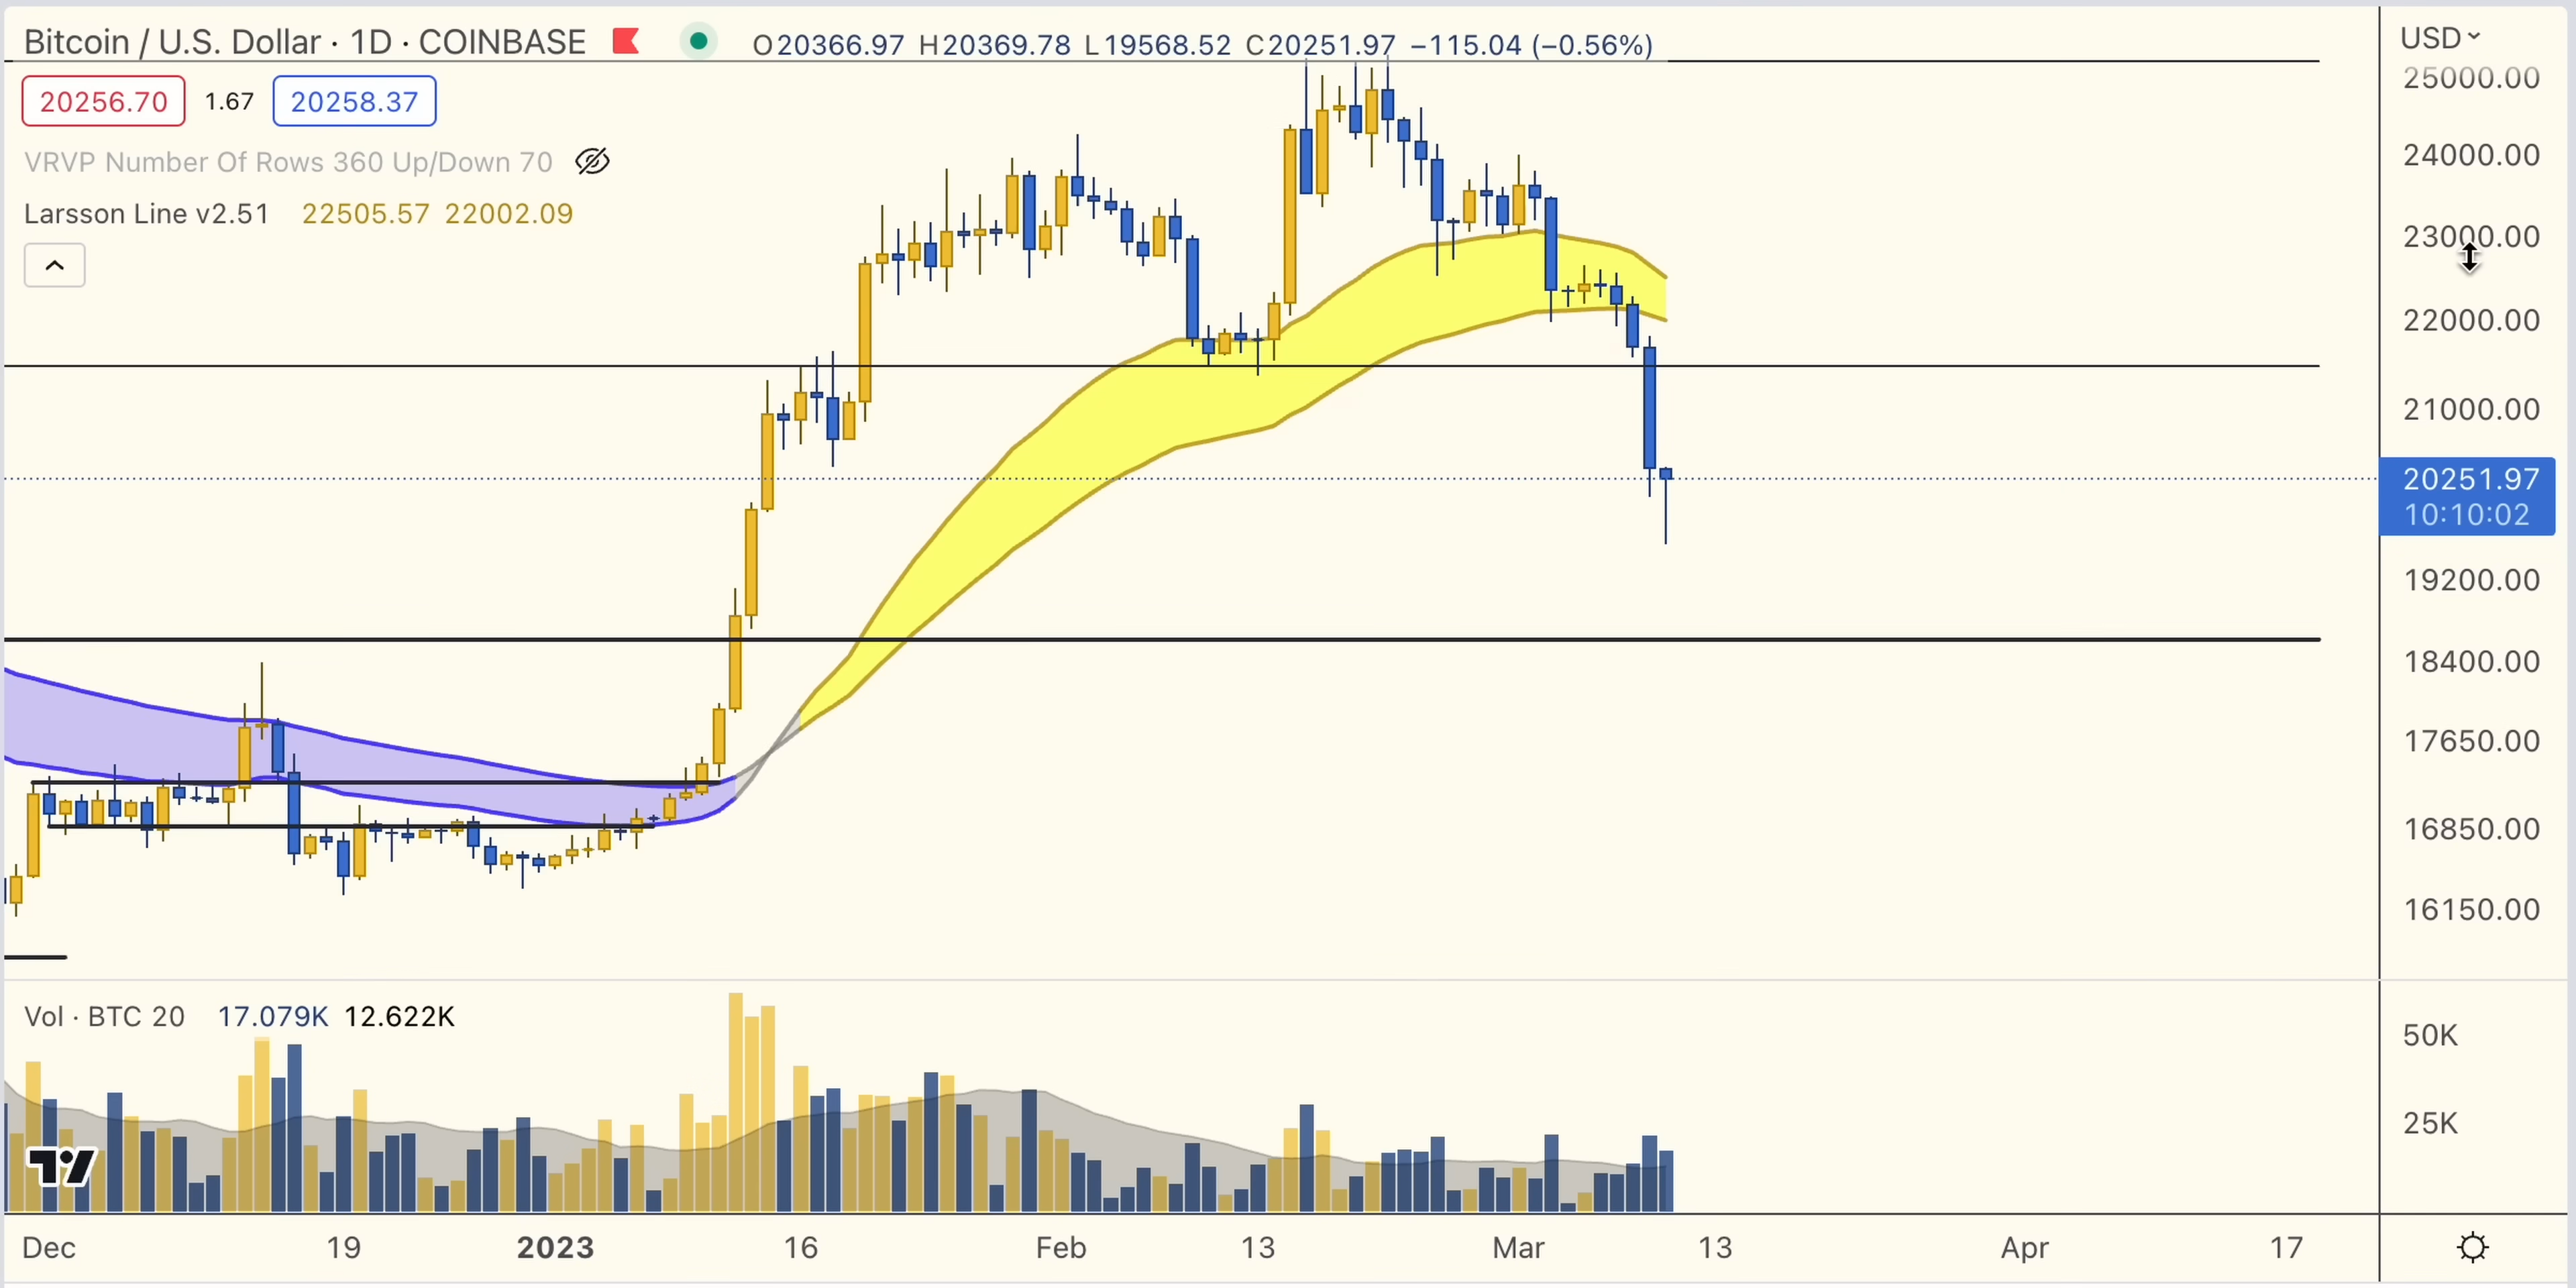 Bitcoin / U.S. Dollar · 1D · COINBASE O20366.97 H20369.78 L19568.52 C20251.97 −115.04 (−0.56%)
USD
25000.00
20256.70 1.67 20258.37
VRVP Number Of Rows 360 Up/Down 70
24000.00
Larsson Line v2.51 22505.57 22002.09
23000.00
22000.00
21000.00
20251.97
10:10:02
19200.00
18400.00
17650.00
16850.00
16150.00
Vol · BTC 20 17.079K 12.622K
50K
25K
Dec 19 2023 16 Feb 13 Mar 13 Apr 17